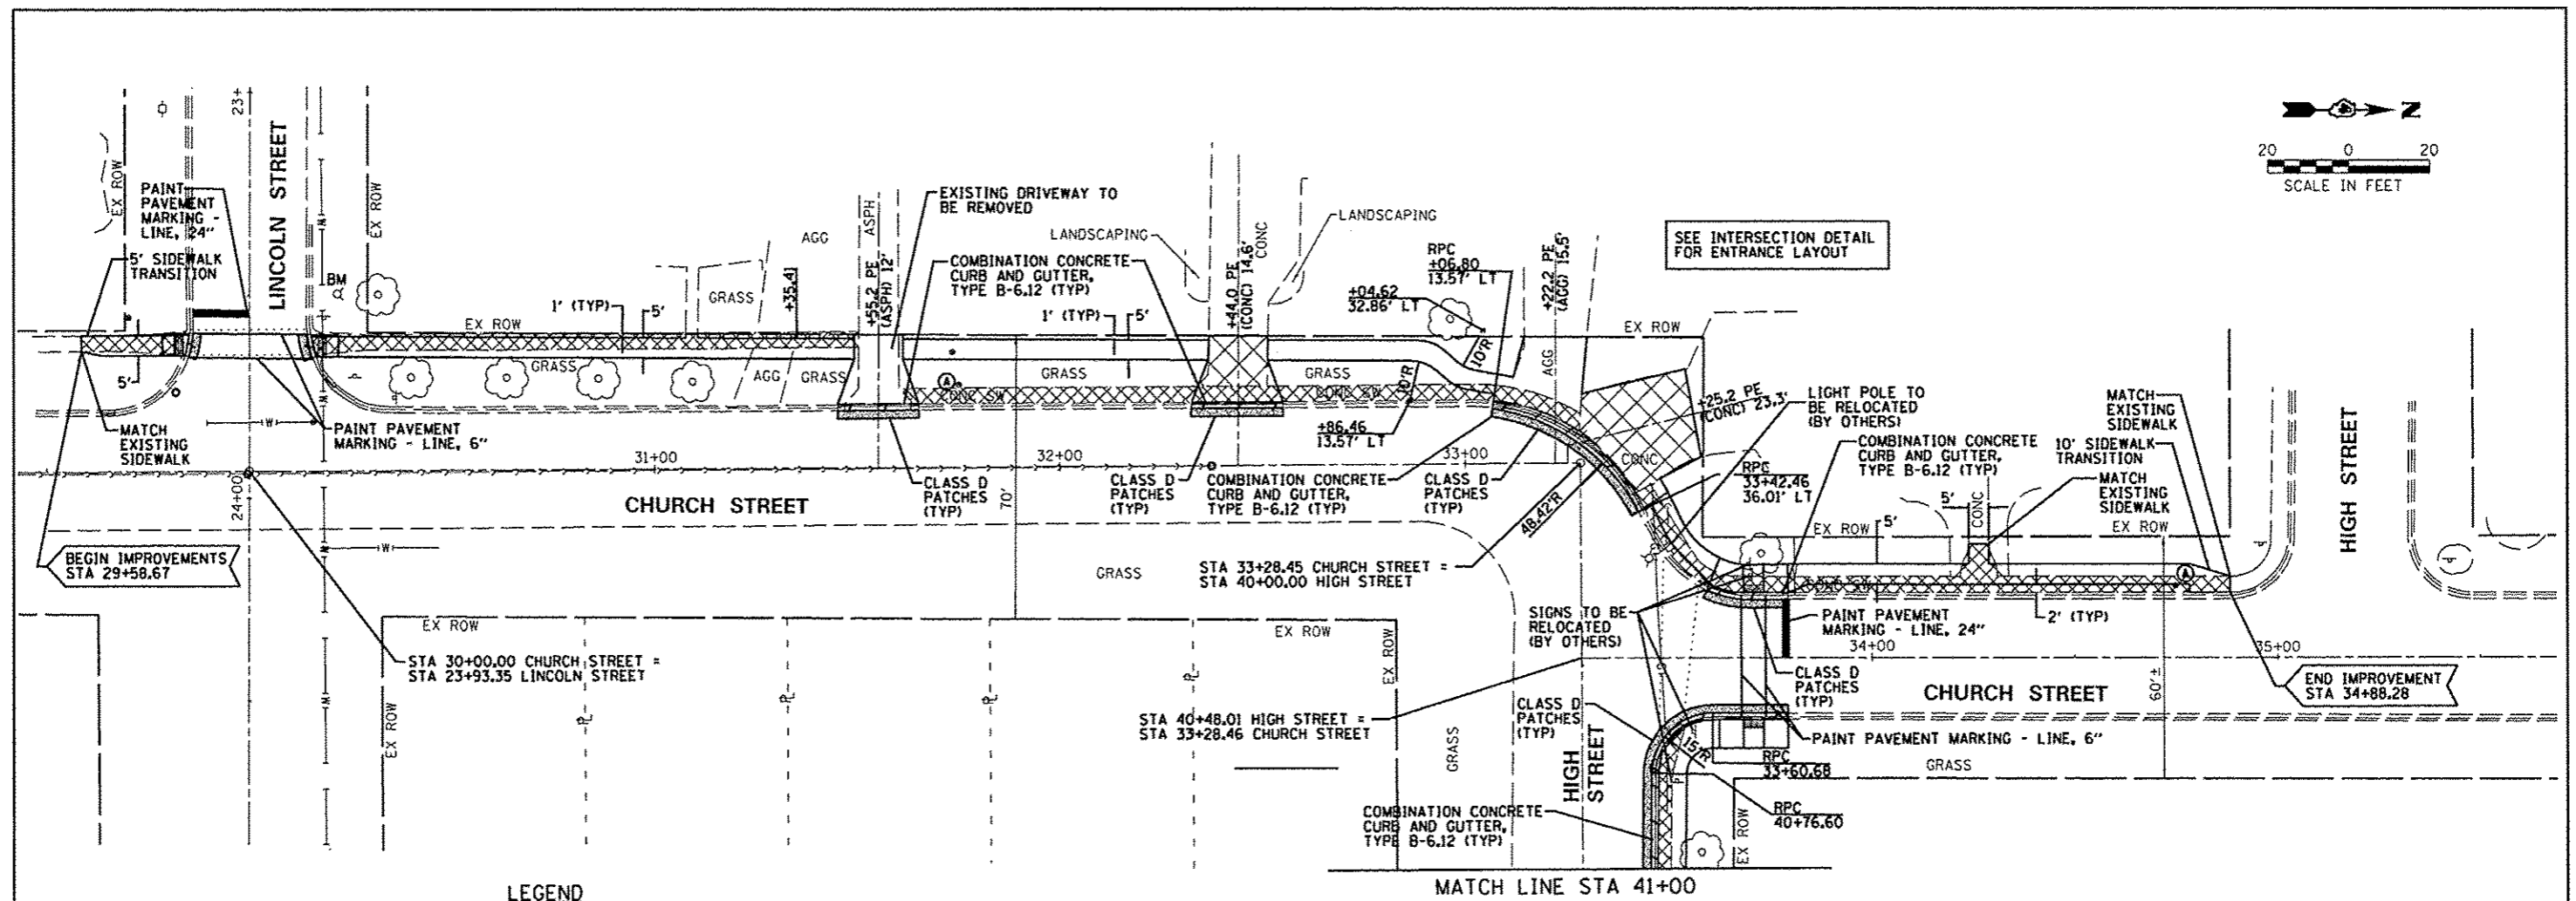 23+
LINCOLN STREET
EX ROW
EX ROW
PAINT
PAVEMENT
MARKING -
LINE, 24"
5' SIDEWALK
TRANSITION
BM
5'
MATCH
EXISTING
SIDEWALK
PAINT PAVEMENT
MARKING - LINE, 6"
24+00
BEGIN IMPROVEMENTS
STA 29+58.67
STA 30+00.00 CHURCH STREET =
STA 23+93.35 LINCOLN STREET
W
W
W
W
W
W
EX ROW
1' (TYP)
5'
GRASS
GRASS
AGG
AGG
GRASS
+35.41
+55.2 PE
(ASPH) 12'
ASPH
EXISTING DRIVEWAY TO
BE REMOVED
COMBINATION CONCRETE
CURB AND GUTTER,
TYPE B-6.12 (TYP)
LANDSCAPING
LANDSCAPING
1' (TYP)
5'
+44.0 PE
(CONC) 14.6'
CONC
RPC
+06.80
13.57' LT
+04.62
32.86' LT
10'R
10'R
+22.2 PE
(AGG) 15.5'
AGG
EX ROW
SEE INTERSECTION DETAIL
FOR ENTRANCE LAYOUT
N
20 0 20
SCALE IN FEET
A
CONC SW
GRASS
GRASS
CONC SW
+86.46
13.57' LT
31+00
32+00
33+00
CHURCH STREET
70'
CLASS D
PATCHES
(TYP)
CLASS D
PATCHES
(TYP)
COMBINATION CONCRETE
CURB AND GUTTER,
TYPE B-6.12 (TYP)
CLASS D
PATCHES
(TYP)
48.42'R
+25.2 PE
(CONC) 23.3'
CONC
RPC
33+42.46
36.01' LT
LIGHT POLE TO
BE RELOCATED
(BY OTHERS)
COMBINATION CONCRETE
CURB AND GUTTER,
TYPE B-6.12 (TYP)
MATCH
EXISTING
SIDEWALK
10' SIDEWALK
TRANSITION
MATCH
EXISTING
SIDEWALK
5'
CONC
EX ROW
5'
EX ROW
HIGH STREET
A
CONC SW
GRASS
STA 33+28.45 CHURCH STREET =
STA 40+00.00 HIGH STREET
SIGNS TO BE
RELOCATED
(BY OTHERS)
PAINT PAVEMENT
MARKING - LINE, 24"
2' (TYP)
34+00
35+00
CLASS D
PATCHES
(TYP)
CHURCH STREET
60'±
END IMPROVEMENT
STA 34+88.28
EX ROW
EX ROW
EX ROW
EX ROW
PL
PL
PL
PL
STA 40+48.01 HIGH STREET =
STA 33+28.46 CHURCH STREET
CLASS D
PATCHES
(TYP)
PAINT PAVEMENT MARKING - LINE, 6"
15'R
RPC
33+60.68
GRASS
GRASS
HIGH
STREET
RPC
40+76.60
COMBINATION CONCRETE
CURB AND GUTTER,
TYPE B-6.12 (TYP)
EX ROW
LEGEND
MATCH LINE STA 41+00